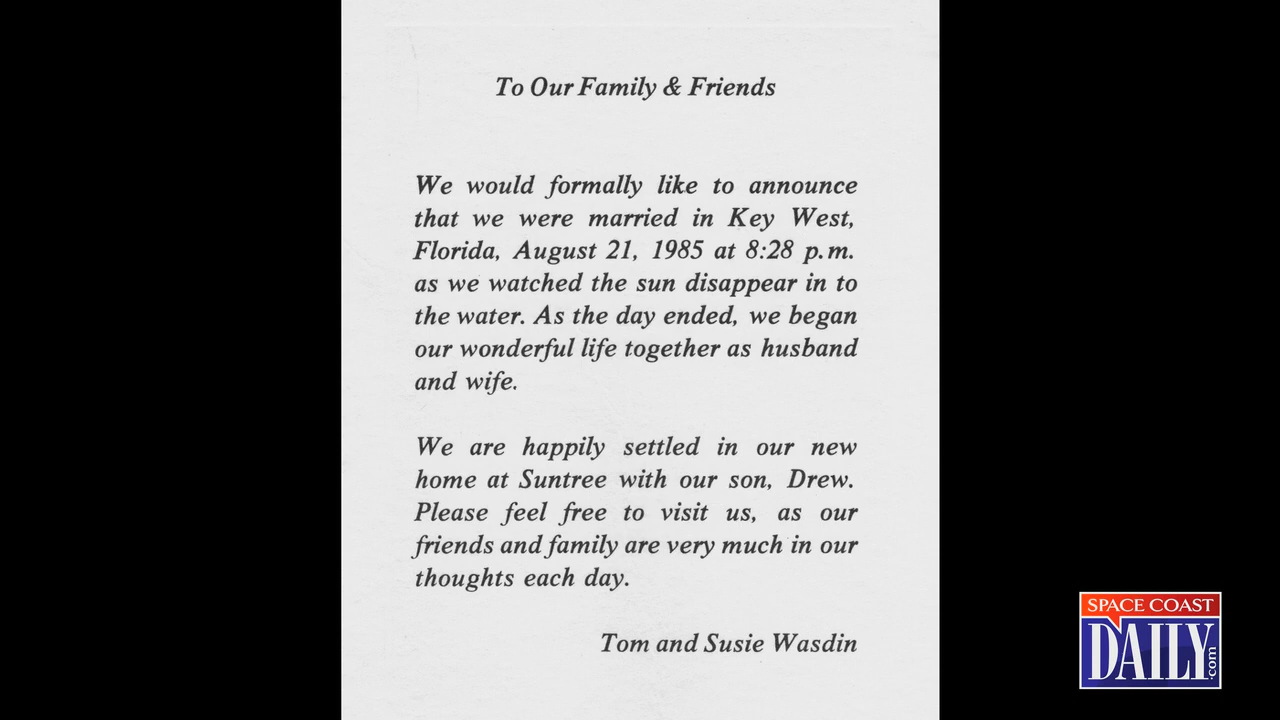 To Our Family & Friends
We would formally like to announce
that we were married in Key West,
Florida, August 21, 1985 at 8:28 p.m.
as we watched the sun disappear in to
the water. As the day ended, we began
our wonderful life together as husband
and wife.
We are happily settled in our new
home at Suntree with our son, Drew.
Please feel free to visit us, as our
friends and family are very much in our
thoughts each day.
Tom and Susie Wasdin
SPACE COAST
DAILY.com